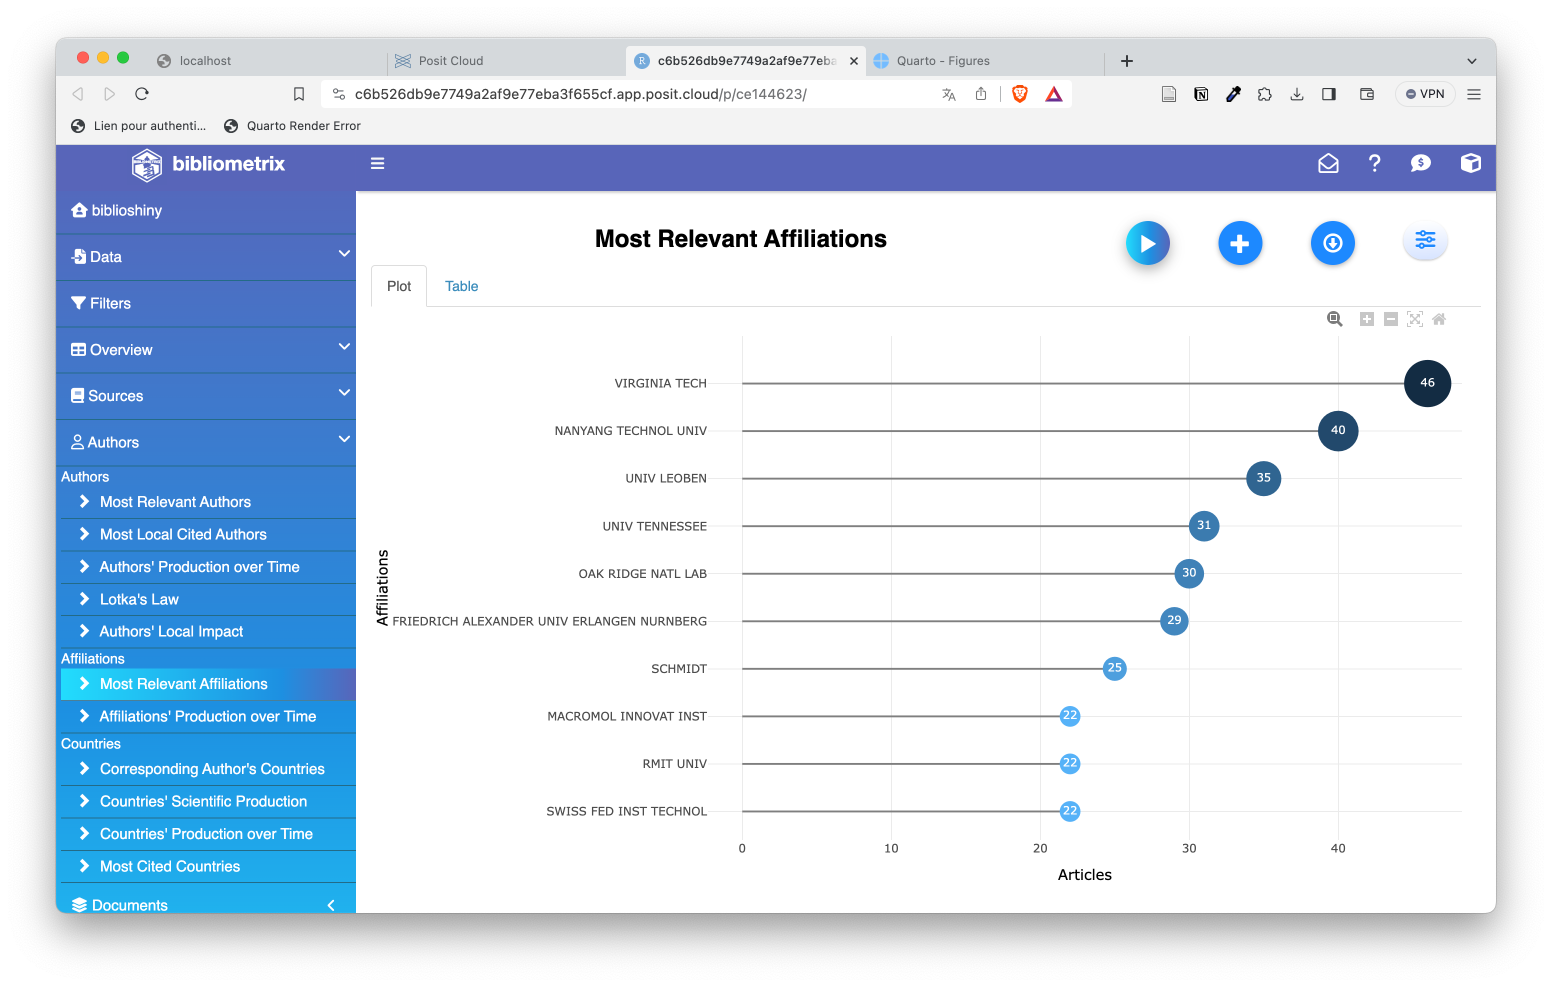 localhost
Posit Cloud
c6b526db9e7749a2af9e77eba
Quarto - Figures
c6b526db9e7749a2af9e77eba3f655cf.app.posit.cloud/p/ce144623/
VPN
Lien pour authenti...
Quarto Render Error
bibliometrix
biblioshiny
Data
Filters
Overview
Sources
Authors
Authors
Most Relevant Authors
Most Local Cited Authors
Authors' Production over Time
Lotka's Law
Authors' Local Impact
Affiliations
Most Relevant Affiliations
Affiliations' Production over Time
Countries
Corresponding Author's Countries
Countries' Scientific Production
Countries' Production over Time
Most Cited Countries
Documents
Most Relevant Affiliations
Plot
Table
Affiliations
VIRGINIA TECH 46
NANYANG TECHNOL UNIV 40
UNIV LEOBEN 35
UNIV TENNESSEE 31
OAK RIDGE NATL LAB 30
FRIEDRICH ALEXANDER UNIV ERLANGEN NURNBERG 29
SCHMIDT 25
MACROMOL INNOVAT INST 22
RMIT UNIV 22
SWISS FED INST TECHNOL 22
0 10 20 30 40
Articles